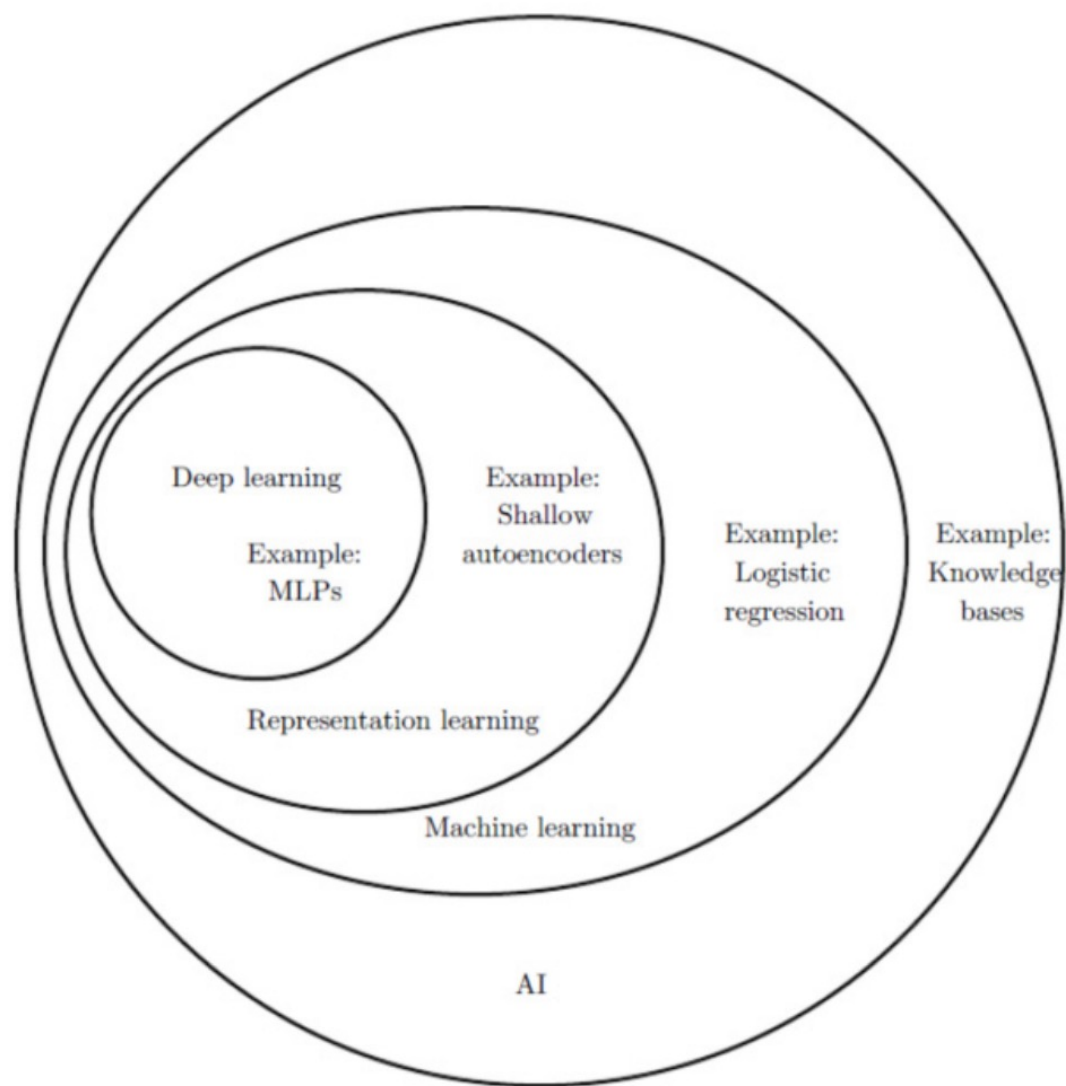 Deep learning
Example:
MLPs
Example:
Shallow
autoencoders
Example:
Logistic
regression
Example:
Knowledge
bases
Representation learning
Machine learning
AI